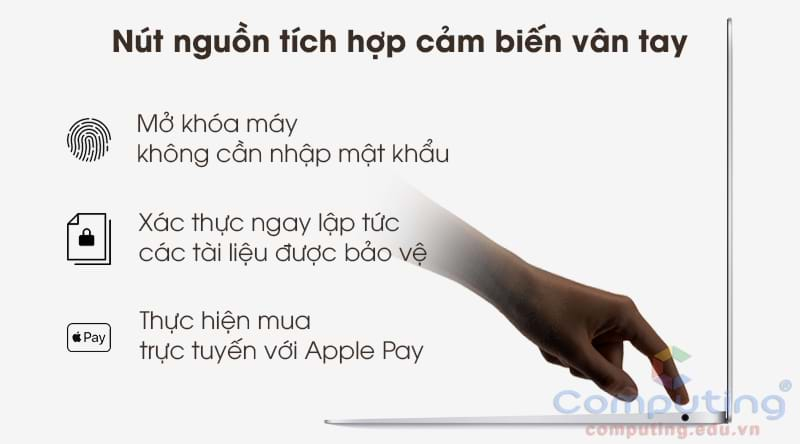 Nút nguồn tích hợp cảm biến vân tay
Mở khóa máy
không cần nhập mật khẩu
Xác thực ngay lập tức
các tài liệu được bảo vệ
Pay
Thực hiện mua
trực tuyến với Apple Pay
Computing®
computing.edu.vn